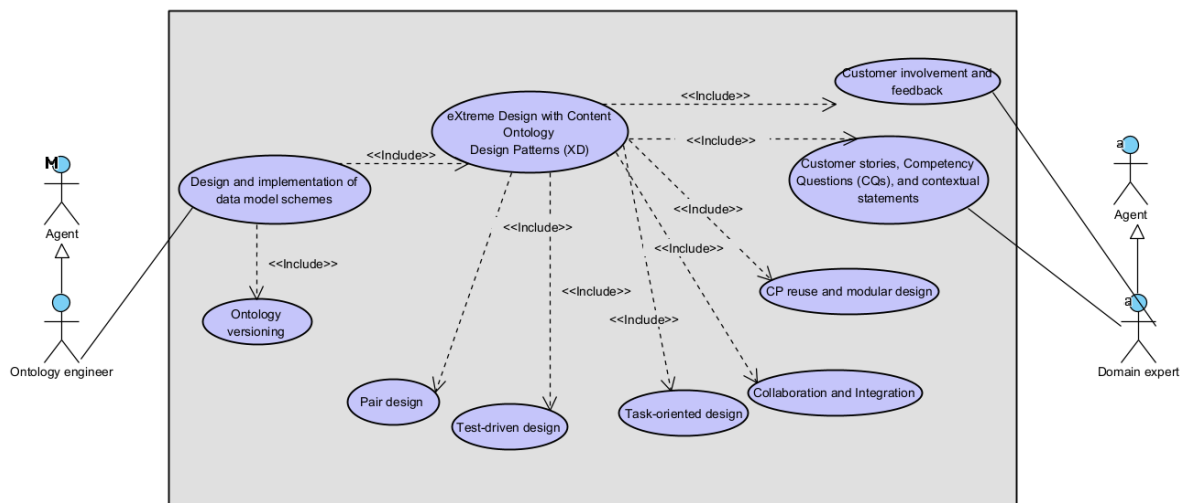 Customer involvement and
feedback
<<Include>>
eXtreme Design with Content
Ontology
Design Patterns (XD)
<<Include>>
<<Include>>
Customer stories, Competency
Questions (CQs), and contextual
statements
M
Agent
Design and implementation of
data model schemes
a
Agent
<<Include>>
<<Include>>
<<Include>>
<<Include>>
<<Include>>
<<Include>>
<<Include>>
CP reuse and modular design
Ontology
versioning
a
Ontology engineer
Domain expert
Pair design
Test-driven design
Task-oriented design
Collaboration and Integration